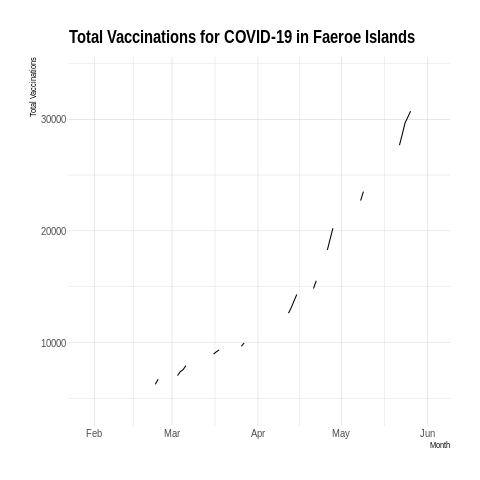 Total Vaccinations for COVID-19 in Faeroe Islands
Total Vaccinations
30000
20000
10000
Feb
Mar
Apr
May
Jun
Month